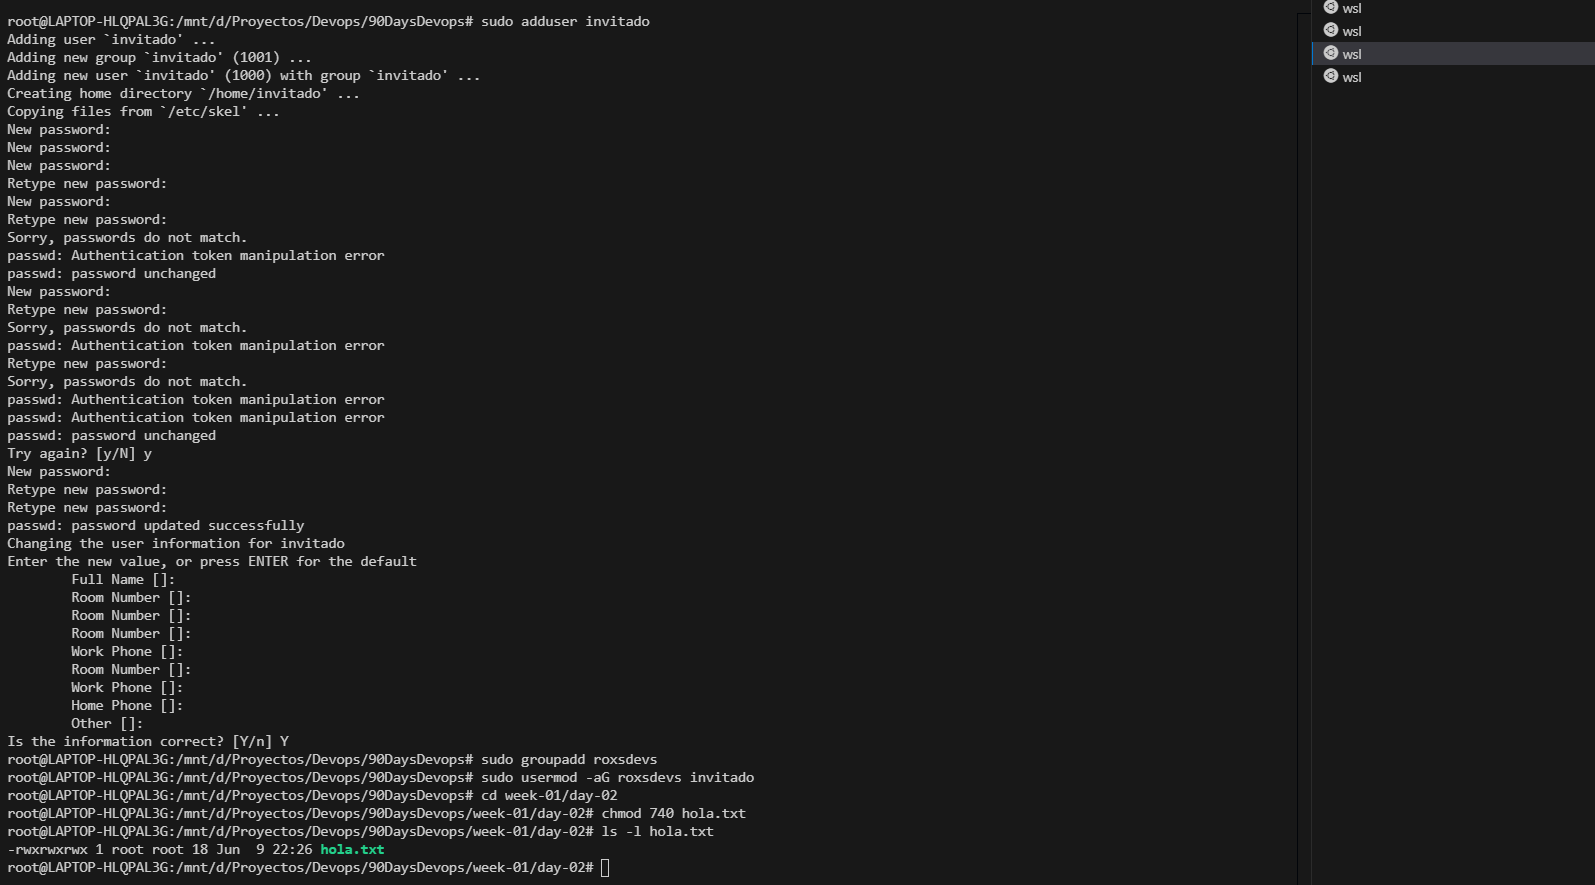 root@LAPTOP-HLQPAL3G:/mnt/d/Proyectos/Devops/90DaysDevops# sudo adduser invitado
Adding user `invitado' ...
Adding new group `invitado' (1001) ...
Adding new user `invitado' (1000) with group `invitado' ...
Creating home directory `/home/invitado' ...
Copying files from `/etc/skel' ...
New password:
New password:
New password:
Retype new password:
New password:
Retype new password:
Sorry, passwords do not match.
passwd: Authentication token manipulation error
passwd: password unchanged
New password:
Retype new password:
Sorry, passwords do not match.
passwd: Authentication token manipulation error
Retype new password:
Sorry, passwords do not match.
passwd: Authentication token manipulation error
passwd: Authentication token manipulation error
passwd: password unchanged
Try again? [y/N] y
New password:
Retype new password:
Retype new password:
passwd: password updated successfully
Changing the user information for invitado
Enter the new value, or press ENTER for the default
Full Name []:
Room Number []:
Room Number []:
Room Number []:
Work Phone []:
Room Number []:
Work Phone []:
Home Phone []:
Other []:
Is the information correct? [Y/n] Y
root@LAPTOP-HLQPAL3G:/mnt/d/Proyectos/Devops/90DaysDevops# sudo groupadd roxsdevs
root@LAPTOP-HLQPAL3G:/mnt/d/Proyectos/Devops/90DaysDevops# sudo usermod -aG roxsdevs invitado
root@LAPTOP-HLQPAL3G:/mnt/d/Proyectos/Devops/90DaysDevops# cd week-01/day-02
root@LAPTOP-HLQPAL3G:/mnt/d/Proyectos/Devops/90DaysDevops/week-01/day-02# chmod 740 hola.txt
root@LAPTOP-HLQPAL3G:/mnt/d/Proyectos/Devops/90DaysDevops/week-01/day-02# ls -l hola.txt
-rwxrwxrwx 1 root root 18 Jun  9 22:26 hola.txt
root@LAPTOP-HLQPAL3G:/mnt/d/Proyectos/Devops/90DaysDevops/week-01/day-02#
wsl
wsl
wsl
wsl